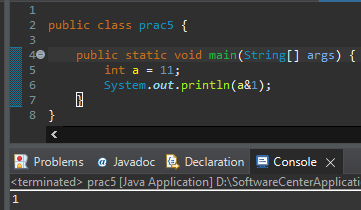 1
2 public class prac5 {
3
4 public static void main(String[] args) {
5 int a = 11;
6 System.out.println(a&1);
7 }
8 }
Problems @ Javadoc Declaration Console
<terminated> prac5 [Java Application] D:\SoftwareCenterApplicati
1